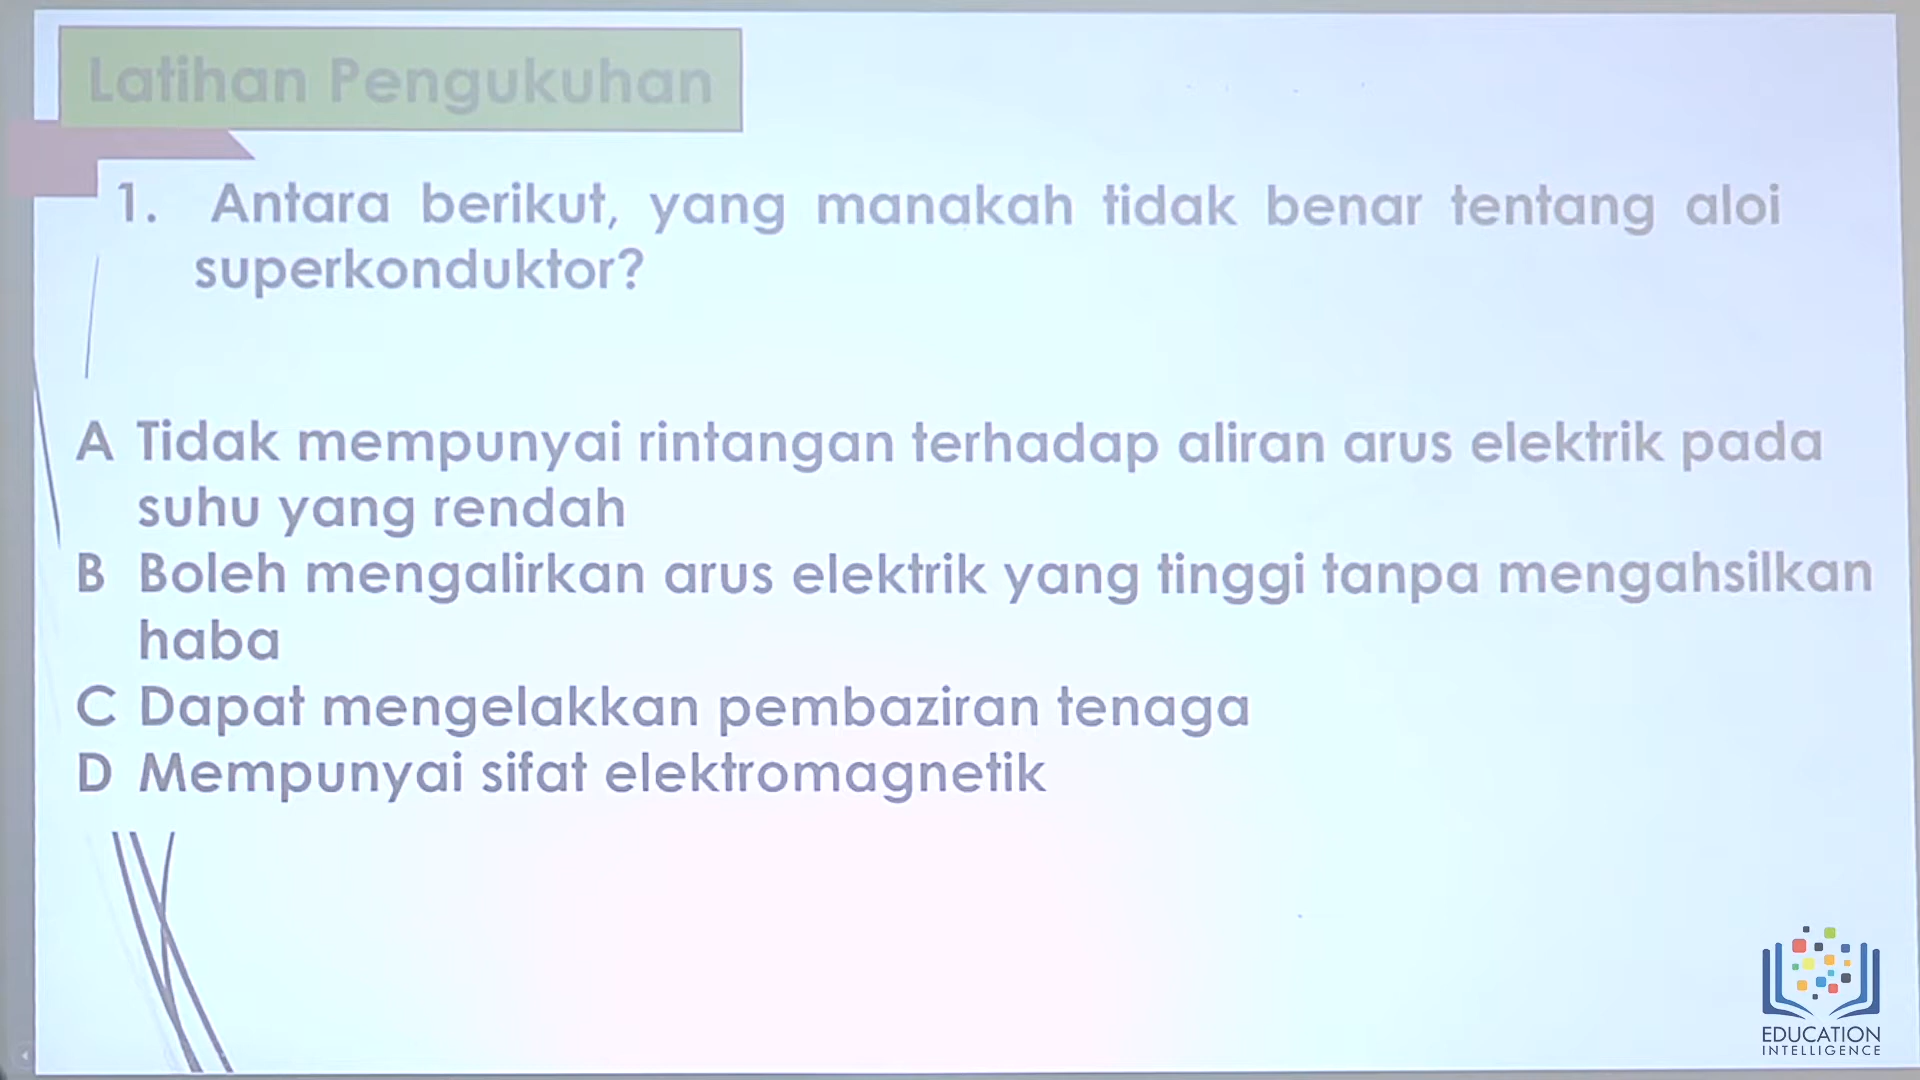 Latihan Pengukuhan
1. Antara berikut, yang manakah tidak benar tentang aloi
superkonduktor?
A Tidak mempunyai rintangan terhadap aliran arus elektrik pada
suhu yang rendah
B Boleh mengalirkan arus elektrik yang tinggi tanpa mengahsilkan
haba
C Dapat mengelakkan pembaziran tenaga
D Mempunyai sifat elektromagnetik
EDUCATION
INTELLIGENCE